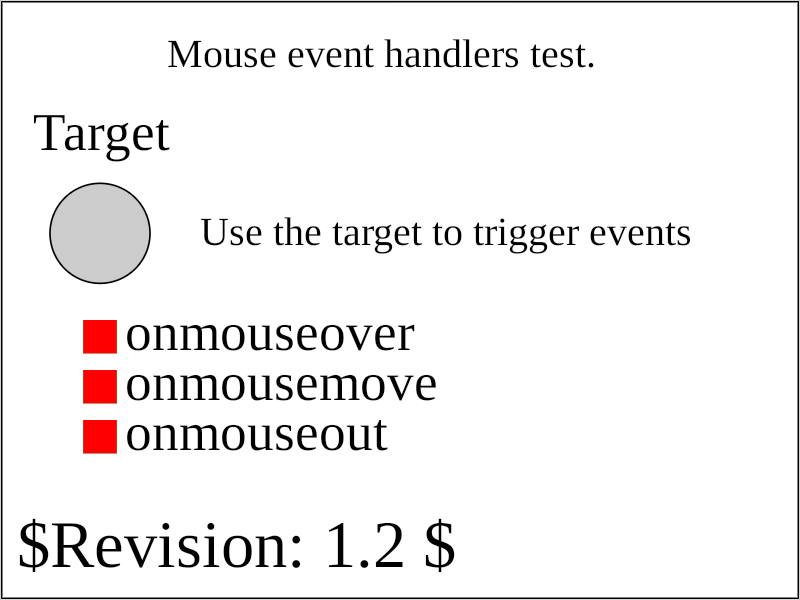 Mouse event handlers test.
Target
Use the target to trigger events
onmouseover
onmousemove
onmouseout
$Revision: 1.2 $